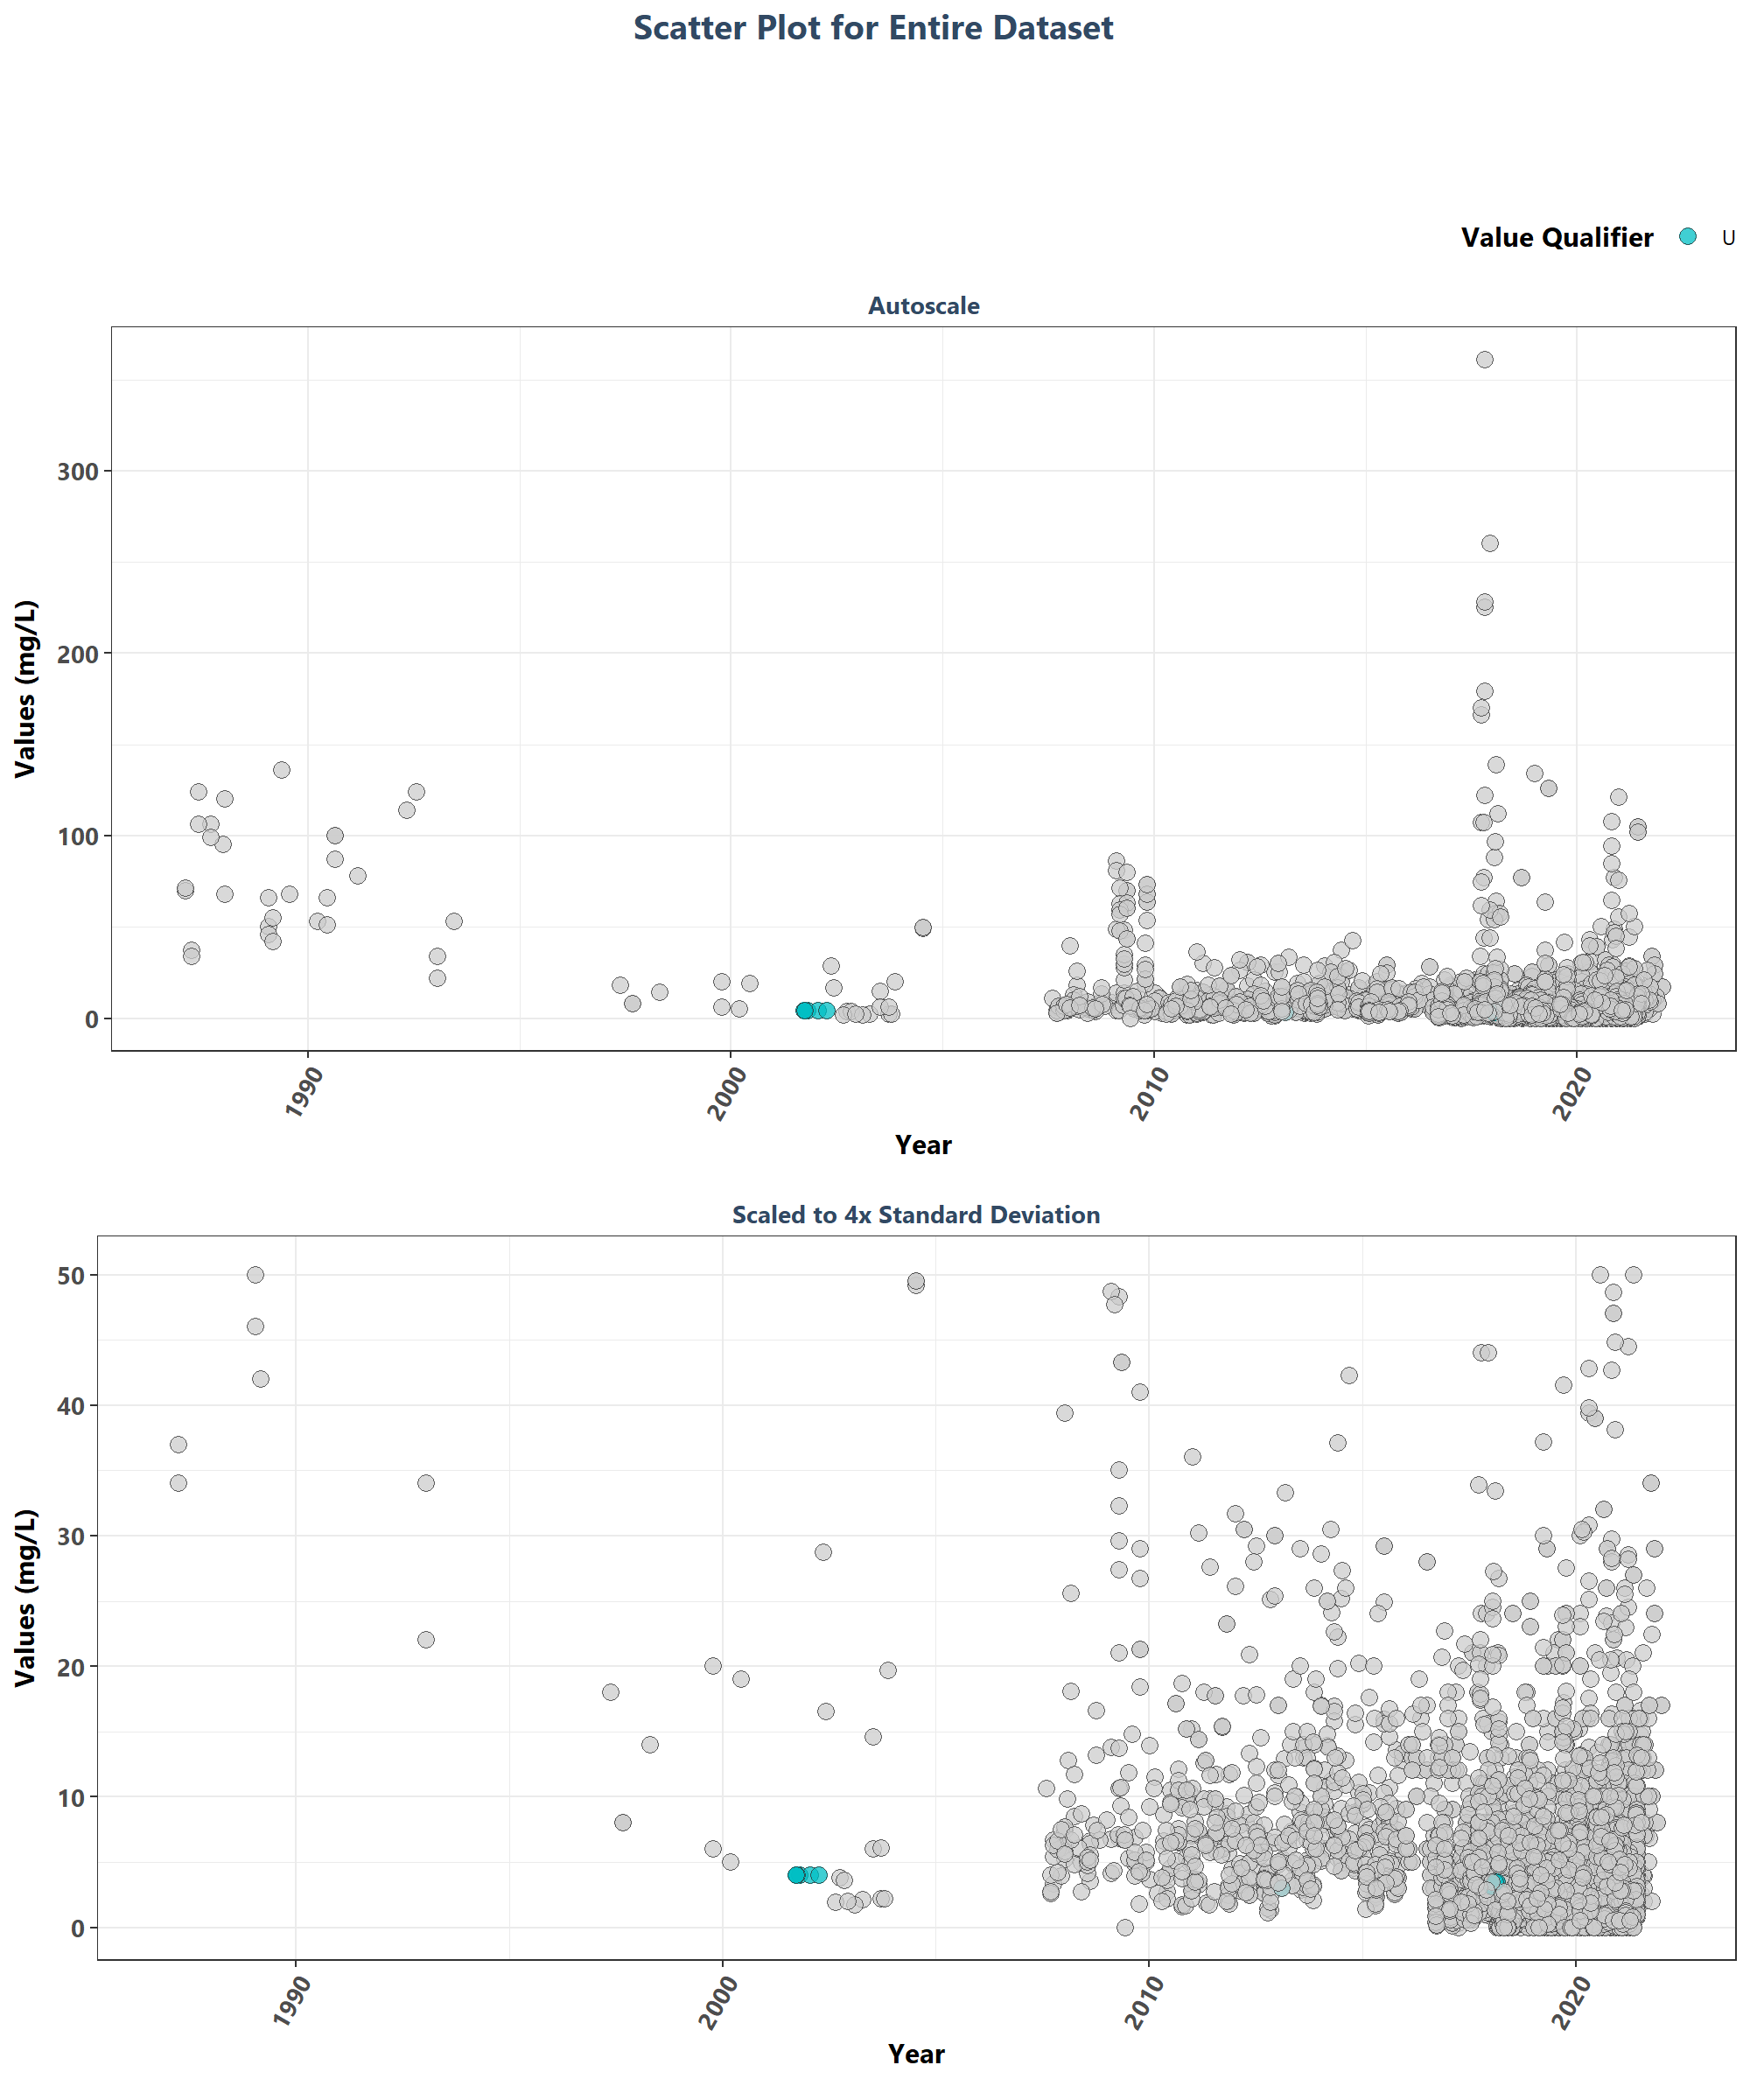 Scatter Plot for Entire Dataset
Value Qualifier U
Autoscale
Values (mg/L)
300
200
100
0
1990 2000 2010 2020
Year
Scaled to 4x Standard Deviation
Values (mg/L)
50
40
30
20
10
0
1990 2000 2010 2020
Year